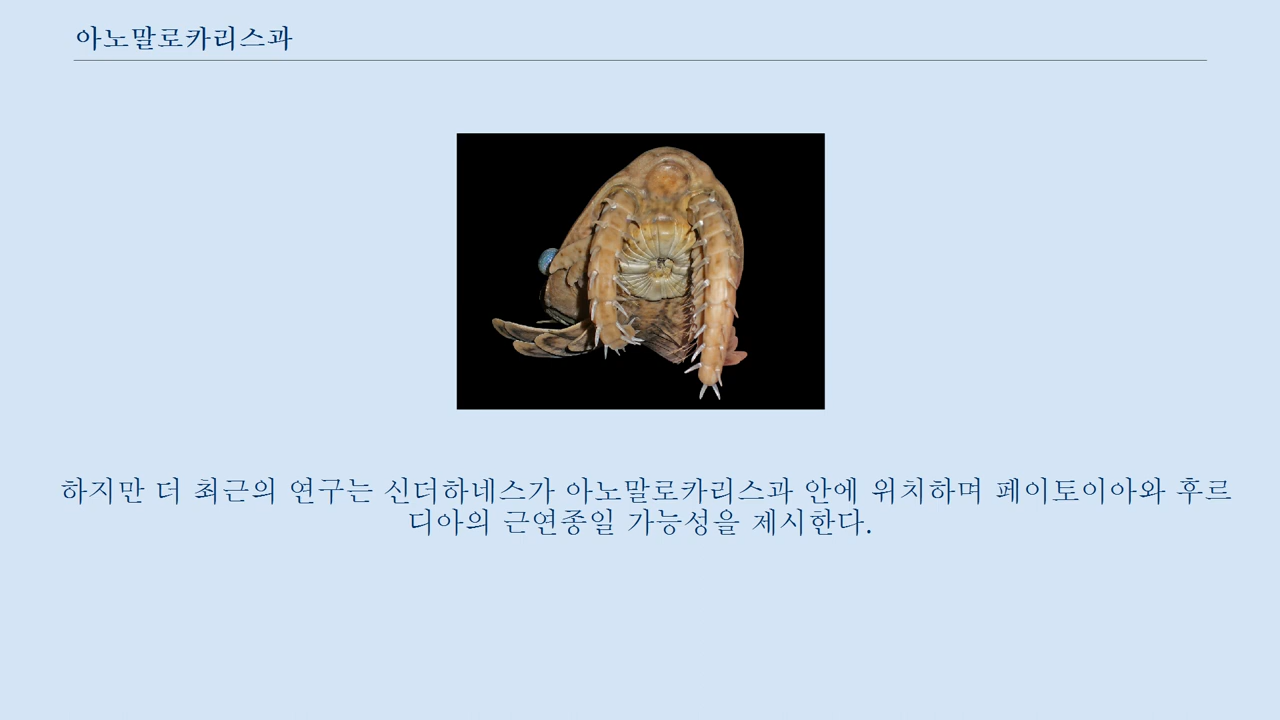 아노말로카리스과
하지만 더 최근의 연구는 신더하네스가 아노말로카리스과 안에 위치하며 페이토이아와 후르
디아의 근연종일 가능성을 제시한다.